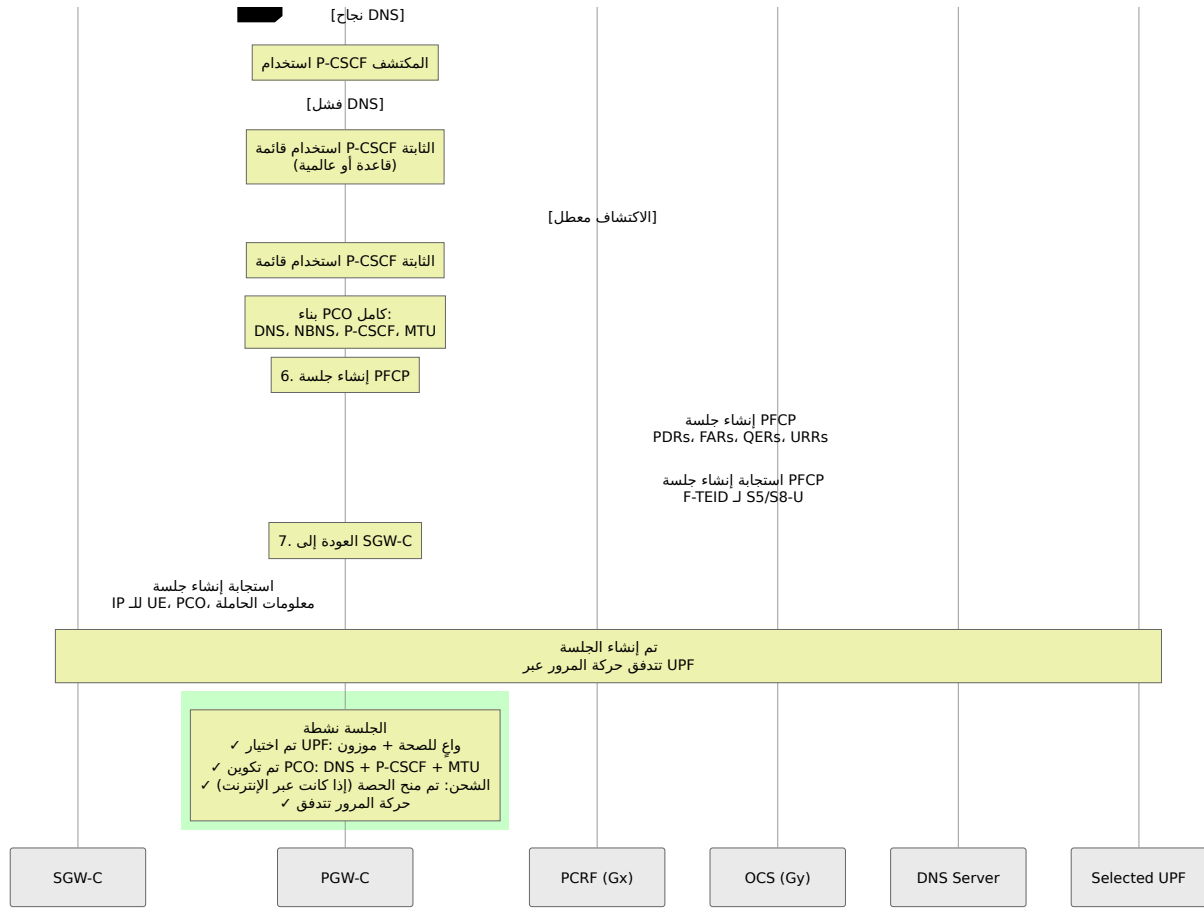 [نجاح DNS]
استخدام P-CSCF المكتشف
[فشل DNS]
استخدام قائمة P-CSCF الثابتة
(قاعدة أو عالمية)
[الاكتشاف معطل]
استخدام قائمة P-CSCF الثابتة
بناء PCO كامل:
DNS، NBNS، P-CSCF، MTU
6. إنشاء جلسة PFCP
إنشاء جلسة PFCP
PDRs، FARs، QERs، URRs
استجابة إنشاء جلسة PFCP
F-TEID لـ S5/S8-U
7. العودة إلى SGW-C
استجابة إنشاء جلسة
IP للـ UE، PCO، معلومات الحاملة
تم إنشاء الجلسة
تتدفق حركة المرور عبر UPF
الجلسة نشطة
✓ تم اختيار UPF: واعٍ للصحة + موزون
✓ تم تكوين PCO: DNS + P-CSCF + MTU
✓ الشحن: تم منح الحصة (إذا كانت عبر الإنترنت)
✓ حركة المرور تتدفق
SGW-C
PGW-C
PCRF (Gx)
OCS (Gy)
DNS Server
Selected UPF